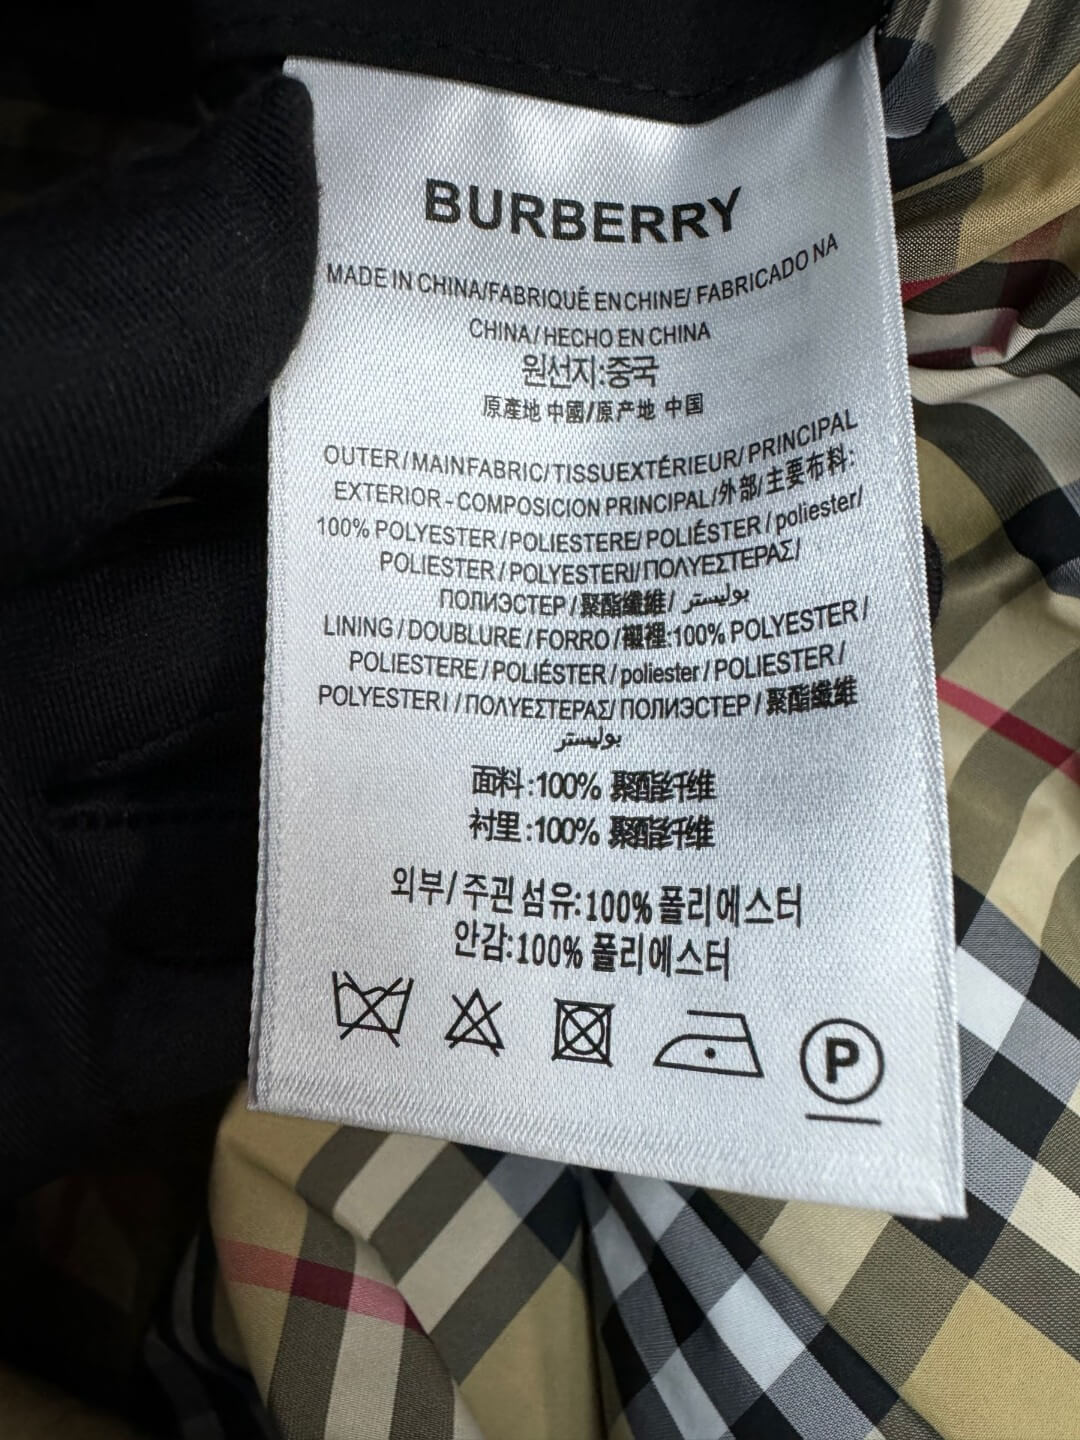 BURBERRY
MADE IN CHINA/FABRIQUÉ EN CHINE/ FABRICADO NA
CHINA/HECHO EN CHINA
원선지:중국
原產地 中國/原产地 中国
OUTER/MAINFABRIC/TISSUEXTÉRIEUR/PRINCIPAL
EXTERIOR-COMPOSICION PRINCIPAL/外部/主要布料:
100% POLYESTER/POLIESTERE/POLIÉSTER/poliester/
POLIESTER/POLYESTERI/ΠΟΛΥΕΣΤΕΡΑΣ/
ПОЛИЭСТЕР/聚酯纖維/ بوليستر
LINING/DOUBLURE/FORRO/襯裡:100% POLYESTER/
POLIESTERE/POLIÉSTER/poliester/POLIESTER/
POLYESTERI/ΠΟΛΥΕΣΤΕΡΑΣ/ПОЛИЭСТЕР/聚酯纖維
بوليستر
面料:100% 聚酯纤维
衬里:100% 聚酯纤维
외부/주괸 섬유:100% 폴리에스터
안감:100% 폴리에스터
P